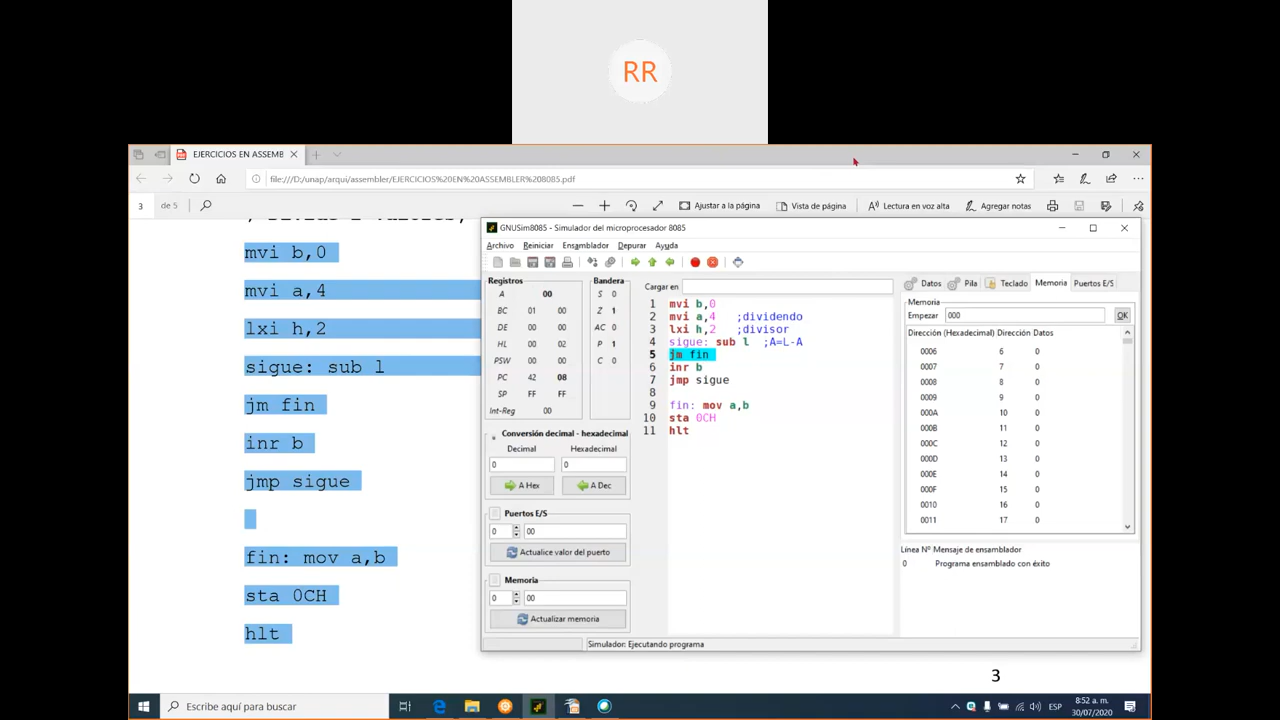 RR
EJERCICIOS EN ASSEMB
file:///D:/unap/arqui/assembler/EJERCICIOS%20EN%20ASSEMBLER%208085.pdf
3 de 5
Ajustar a la página
Vista de página
Lectura en voz alta
Agregar notas
mvi b,0
mvi a,4
lxi h,2
sigue: sub l
jm fin
inr b
jmp sigue
fin: mov a,b
sta 0CH
hlt
3
GNUSim8085 - Simulador del microprocesador 8085
Archivo Reiniciar Ensamblador Depurar Ayuda
Registros
A 00
BC 01 00
DE 00 00
HL 00 02
PSW 00 00
PC 42 08
SP FF FF
Int-Reg 00
Bandera
S 0
Z 1
AC 0
P 1
C 0
Conversión decimal - hexadecimal
Decimal Hexadecimal
0 0
A Hex A Dec
Puertos E/S
0 00
Actualice valor del puerto
Memoria
0 00
Actualizar memoria
Cargar en
1 mvi b,0
2 mvi a,4 ;dividendo
3 lxi h,2 ;divisor
4 sigue: sub l ;A=L-A
5 jm fin
6 inr b
7 jmp sigue
8
9 fin: mov a,b
10 sta 0CH
11 hlt
Datos Pila Teclado Memoria Puertos E/S
Memoria
Empezar 000 OK
Dirección (Hexadecimal) Dirección Datos
0006 6 0
0007 7 0
0008 8 0
0009 9 0
000A 10 0
000B 11 0
000C 12 0
000D 13 0
000E 14 0
000F 15 0
0010 16 0
0011 17 0
Línea Nº Mensaje de ensamblador
0 Programa ensamblado con éxito
Simulador: Ejecutando programa
Escribe aquí para buscar
ESP
8:52 a. m.
30/07/2020